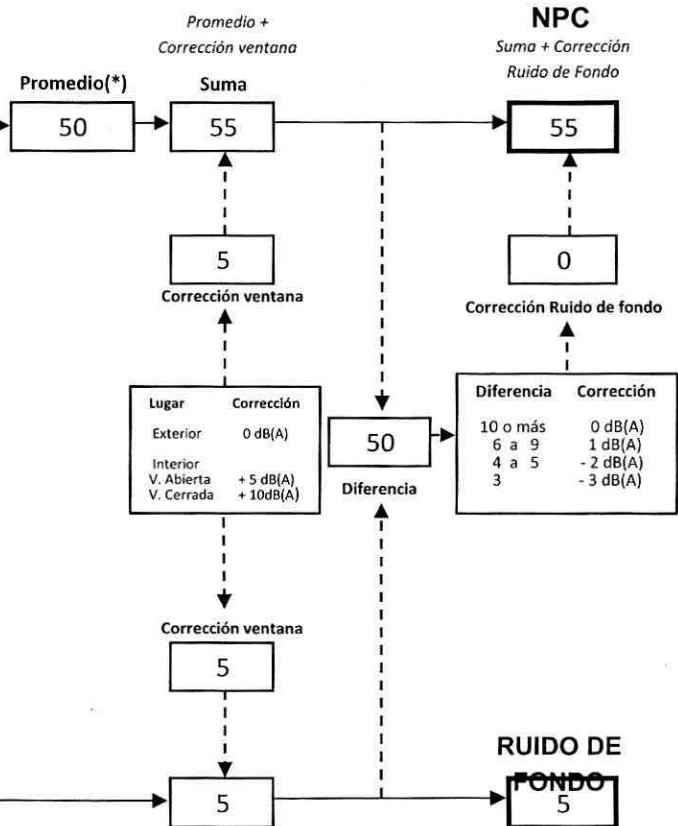 Promedio +
Corrección ventana
NPC
Suma + Corrección
Ruido de Fondo
Promedio(*)
Suma
50
55
55
5
0
Corrección ventana
Corrección Ruido de fondo
Lugar Corrección
Exterior 0 dB(A)
Interior
V. Abierta + 5 dB(A)
V. Cerrada + 10dB(A)
50
Diferencia
Diferencia Corrección
10 o más 0 dB(A)
6 a 9 1 dB(A)
4 a 5 - 2 dB(A)
3 - 3 dB(A)
Corrección ventana
5
RUIDO DE
FONDO
5
5